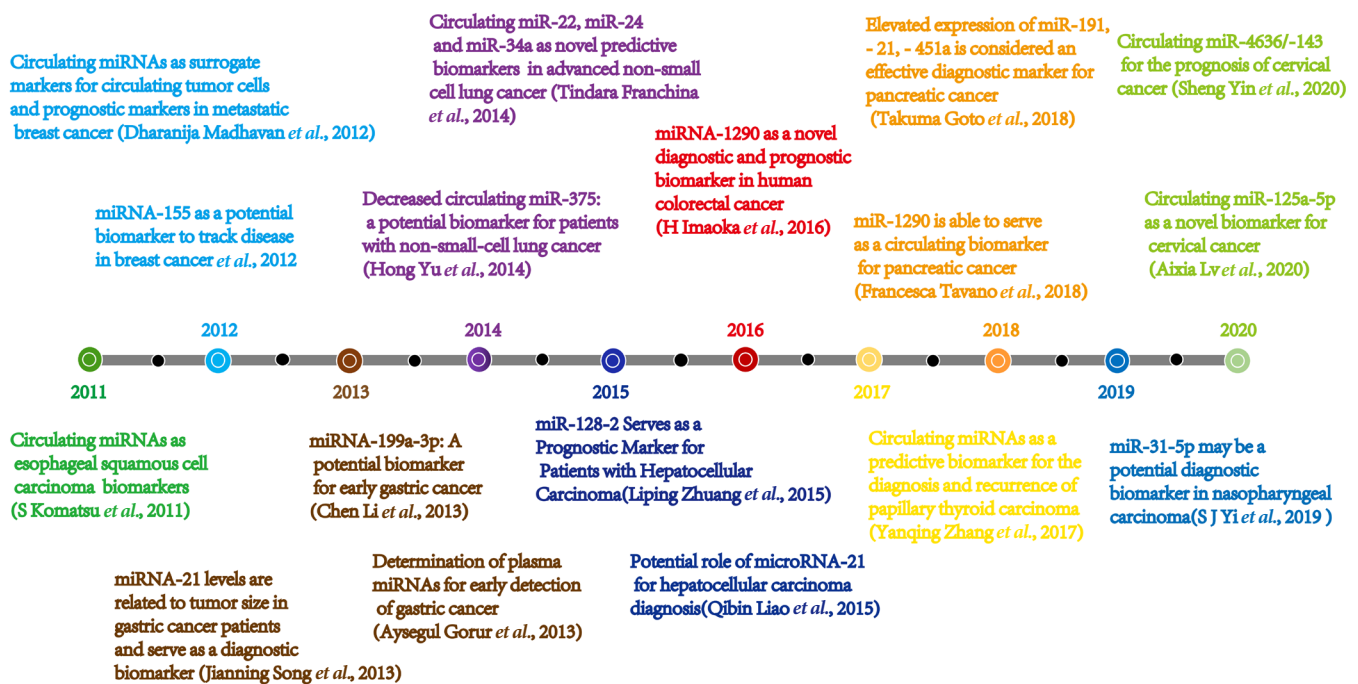 Circulating miRNAs as surrogate
markers for circulating tumor cells
and prognostic markers in metastatic
breast cancer (Dharanija Madhavan et al., 2012)
miRNA-155 as a potential
biomarker to track disease
in breast cancer et al., 2012
Circulating miR-22, miR-24
and miR-34a as novel predictive
biomarkers in advanced non-small
cell lung cancer (Tindara Franchina
et al., 2014)
Decreased circulating miR-375:
a potential biomarker for patients
with non-small-cell lung cancer
(Hong Yu et al., 2014)
miRNA-1290 as a novel
diagnostic and prognostic
biomarker in human
colorectal cancer
(H Imaoka et al., 2016)
Elevated expression of miR-191,
- 21, - 451a is considered an
effective diagnostic marker for
pancreatic cancer
(Takuma Goto et al., 2018)
miR-1290 is able to serve
as a circulating biomarker
for pancreatic cancer
(Francesca Tavano et al., 2018)
Circulating miR-4636/-143
for the prognosis of cervical
cancer (Sheng Yin et al., 2020)
Circulating miR-125a-5p
as a novel biomarker for
cervical cancer
(Aixia Lv et al., 2020)
2012
2014
2016
2018
2020
2011
2013
2015
2017
2019
Circulating miRNAs as
esophageal squamous cell
carcinoma biomarkers
(S Komatsu et al., 2011)
miRNA-21 levels are
related to tumor size in
gastric cancer patients
and serve as a diagnostic
biomarker (Jianning Song et al., 2013)
miRNA-199a-3p: A
potential biomarker
for early gastric cancer
(Chen Li et al., 2013)
Determination of plasma
miRNAs for early detection
of gastric cancer
(Aysegul Gorur et al., 2013)
miR-128-2 Serves as a
Prognostic Marker for
Patients with Hepatocellular
Carcinoma(Liping Zhuang et al., 2015)
Potential role of microRNA-21
for hepatocellular carcinoma
diagnosis(Qibin Liao et al., 2015)
Circulating miRNAs as a
predictive biomarker for the
diagnosis and recurrence of
papillary thyroid carcinoma
(Yanqing Zhang et al., 2017)
miR-31-5p may be a
potential diagnostic
biomarker in nasopharyngeal
carcinoma(S J Yi et al., 2019 )